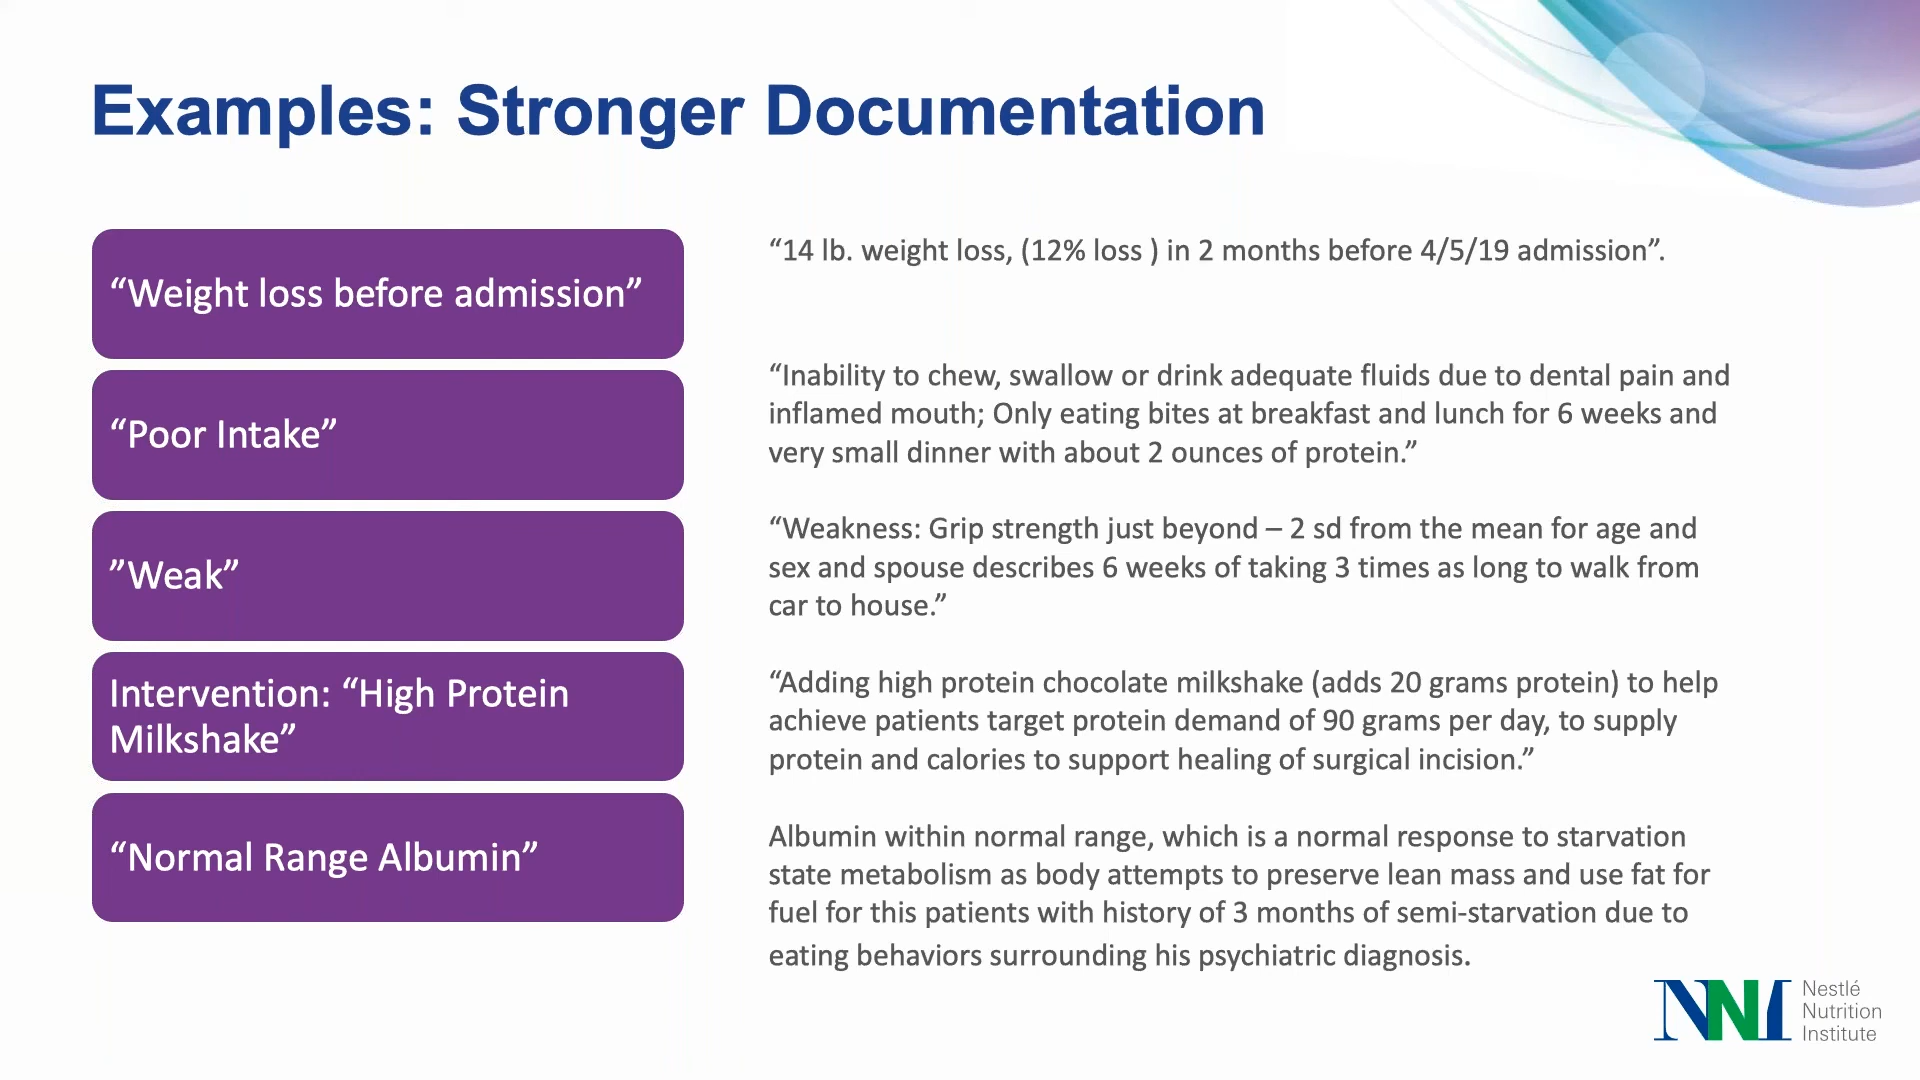 Examples: Stronger Documentation
“Weight loss before admission”
“14 lb. weight loss, (12% loss ) in 2 months before 4/5/19 admission”.
“Poor Intake”
“Inability to chew, swallow or drink adequate fluids due to dental pain and
inflamed mouth; Only eating bites at breakfast and lunch for 6 weeks and
very small dinner with about 2 ounces of protein.”
”Weak”
“Weakness: Grip strength just beyond – 2 sd from the mean for age and
sex and spouse describes 6 weeks of taking 3 times as long to walk from
car to house.”
Intervention: “High Protein
Milkshake”
“Adding high protein chocolate milkshake (adds 20 grams protein) to help
achieve patients target protein demand of 90 grams per day, to supply
protein and calories to support healing of surgical incision.”
“Normal Range Albumin”
Albumin within normal range, which is a normal response to starvation
state metabolism as body attempts to preserve lean mass and use fat for
fuel for this patients with history of 3 months of semi-starvation due to
eating behaviors surrounding his psychiatric diagnosis.
NNI
Nestlé
Nutrition
Institute